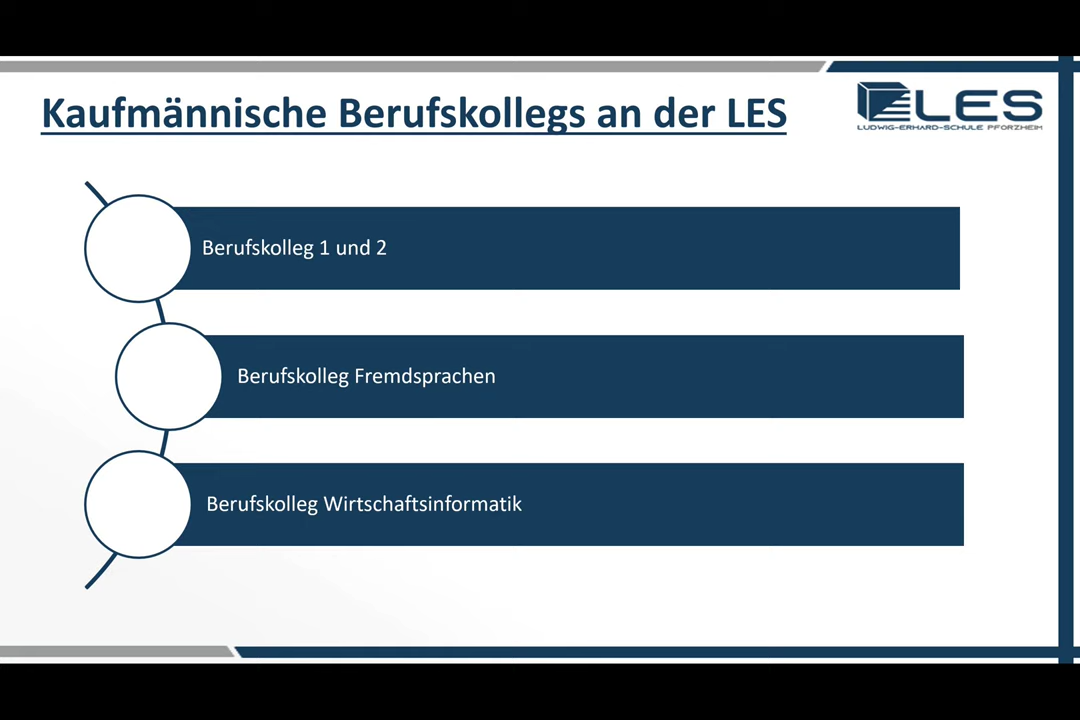 Kaufmännische Berufskollegs an der LES
LES
LUDWIG-ERHARD-SCHULE PFORZHEIM
Berufskolleg 1 und 2
Berufskolleg Fremdsprachen
Berufskolleg Wirtschaftsinformatik